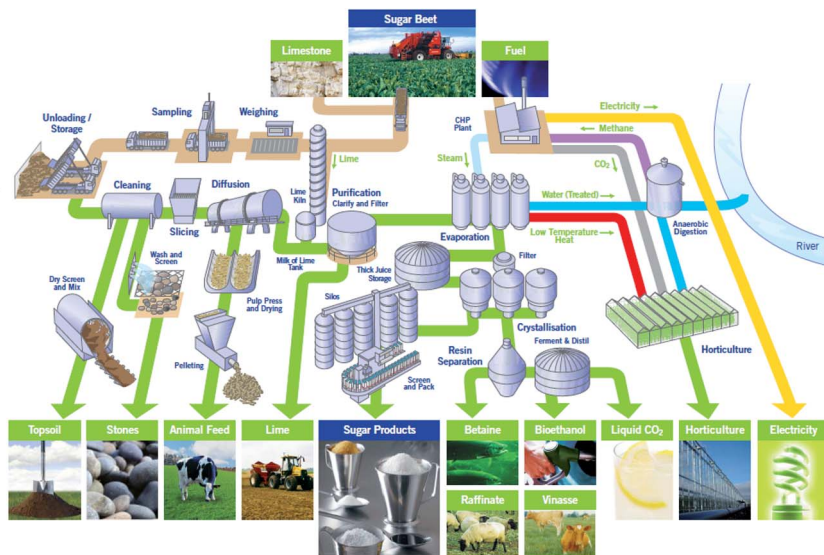 Sugar Beet
Limestone
Fuel
Unloading /
Storage
Sampling
Weighing
CHP
Plant
Electricity
Methane
CO2
Lime
Steam
Cleaning
Slicing
Diffusion
Lime
Kiln
Purification
Clarify and Filter
Water (Treated)
Anaerobic
Digestion
Evaporation
Low Temperature
Heat
River
Milk of Lime
Tank
Thick Juice
Storage
Filter
Wash and
Screen
Dry Screen
and Mix
Pulp Press
and Drying
Silos
Pelleting
Crystallisation
Resin
Separation
Ferment & Distil
Horticulture
Screen
and Pack
Topsoil
Stones
Animal Feed
Lime
Sugar Products
Betaine
Bioethanol
Liquid CO2
Horticulture
Electricity
Raffinate
Vinasse